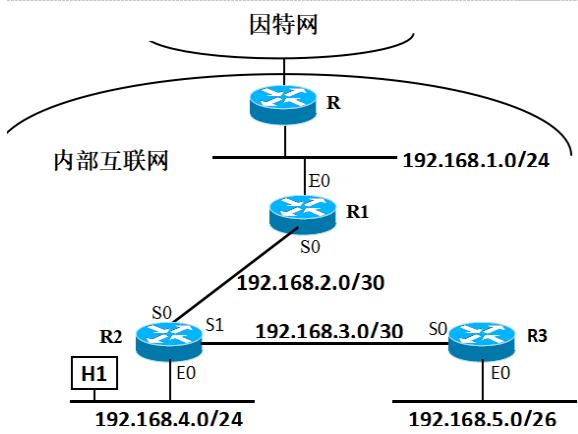 因特网
R
内部互联网
192.168.1.0/24
E0
R1
S0
192.168.2.0/30
S0
R2
S1
192.168.3.0/30
S0
R3
H1
E0
E0
192.168.4.0/24
192.168.5.0/26